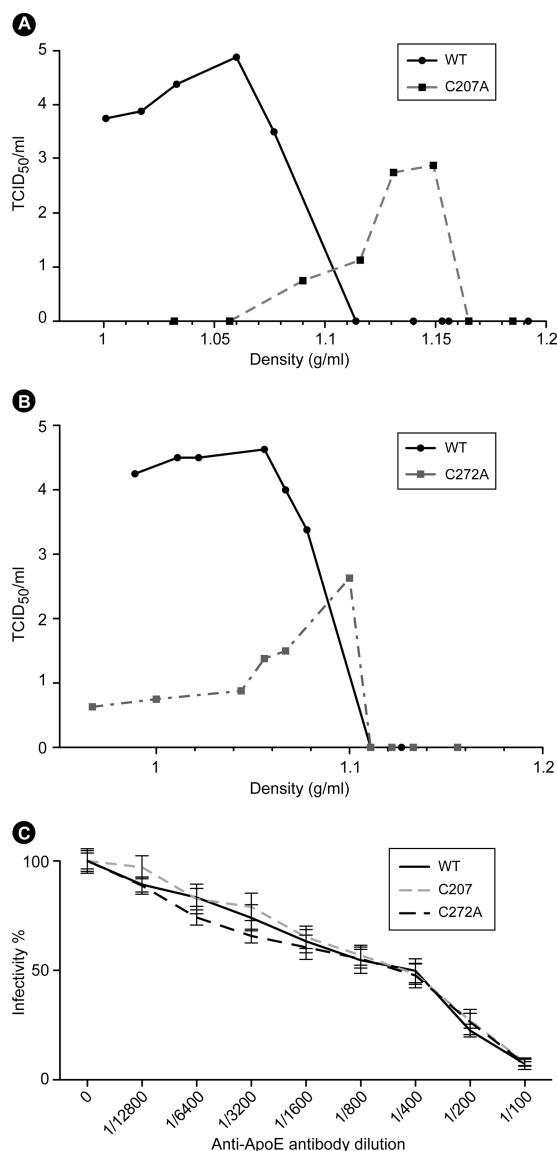 A
5
4
3
2
1
0
TCID50/ml
1
1.05
1.1
1.15
1.2
Density (g/ml)
WT
C207A
B
5
4
3
2
1
0
TCID50/ml
1
1.1
1.2
Density (g/ml)
WT
C272A
C
100
50
0
Infectivity %
WT
C207
C272A
0
1/12800
1/6400
1/3200
1/1600
1/800
1/400
1/200
1/100
Anti-ApoE antibody dilution